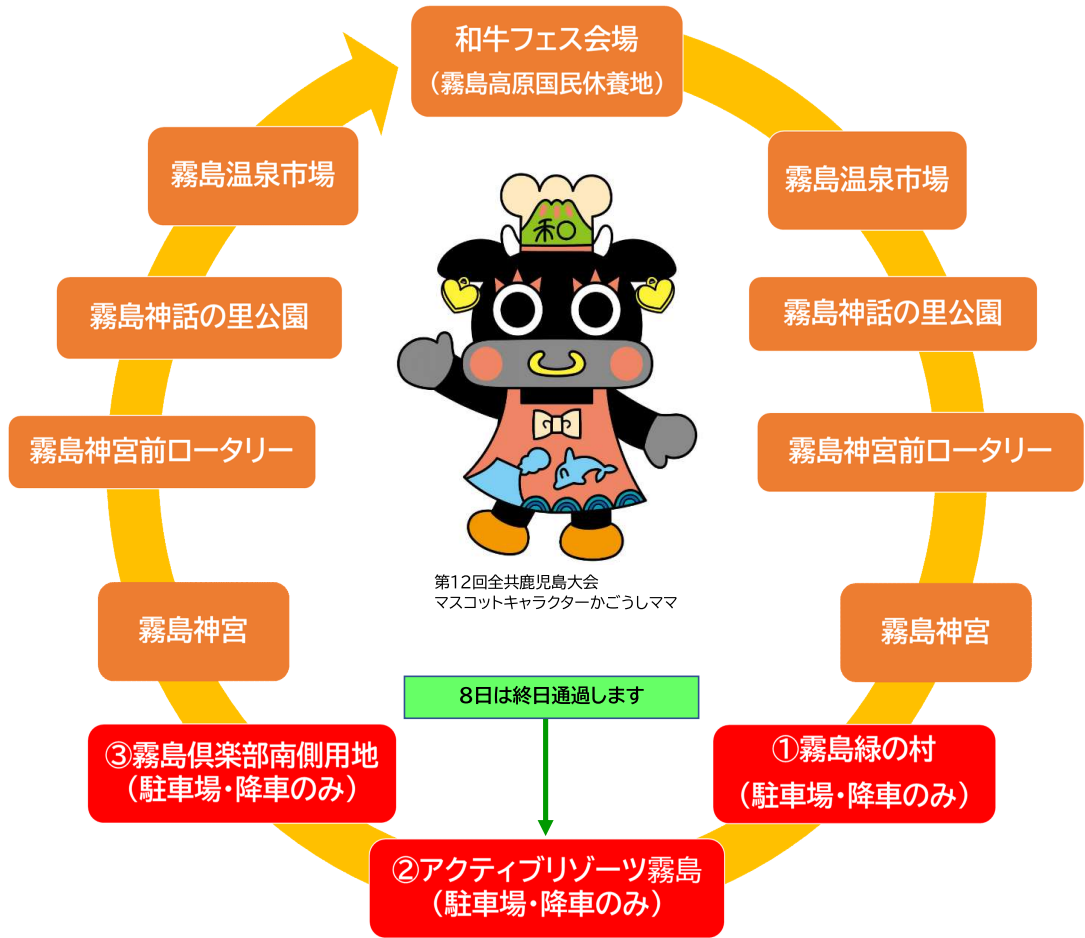 和牛フェス会場
（霧島高原国民休養地）
霧島温泉市場
霧島温泉市場
和
霧島神話の里公園
霧島神話の里公園
霧島神宮前ロータリー
霧島神宮前ロータリー
第12回全共鹿児島大会
マスコットキャラクターかごうしママ
霧島神宮
霧島神宮
8日は終日通過します
③霧島倶楽部南側用地
（駐車場・降車のみ）
①霧島緑の村
（駐車場・降車のみ）
②アクティブリゾーツ霧島
（駐車場・降車のみ）